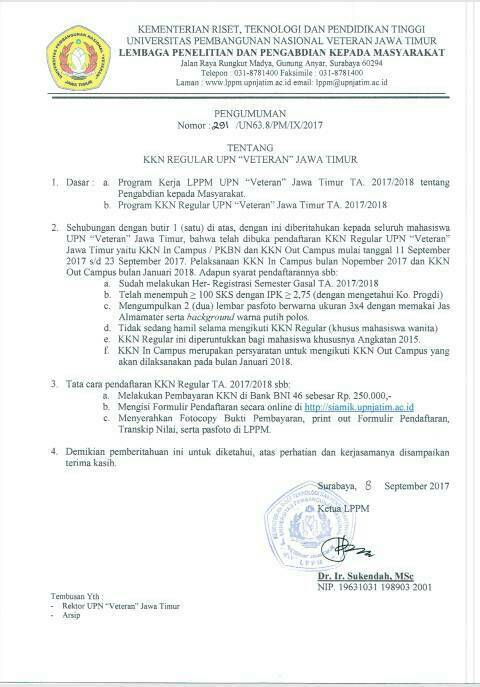 KEMENTERIAN RISET, TEKNOLOGI DAN PENDIDIKAN TINGGI
UNIVERSITAS PEMBANGUNAN NASIONAL VETERAN JAWA TIMUR
LEMBAGA PENELITIAN DAN PENGABDIAN KEPADA MASYARAKAT
Jalan Raya Rungkut Madya, Gunung Anyar, Surabaya 60294
Telepon : 031-8781400 Faksimile : 031-8781400
Laman : www.lppm.upnjatim.ac.id email: lppm@upnjatim.ac.id
PENGUMUMAN
Nomor : 291 /UN63.8/PM/IX/2017
TENTANG
KKN REGULAR UPN "VETERAN" JAWA TIMUR
1. Dasar : a. Program Kerja LPPM UPN "Veteran" Jawa Timur TA. 2017/2018 tentang
Pengabdian kepada Masyarakat.
b. Program KKN Regular UPN "Veteran" Jawa Timur TA. 2017/2018
2. Sehubungan dengan butir 1 (satu) di atas, dengan ini diberitahukan kepada seluruh mahasiswa
UPN "Veteran" Jawa Timur, bahwa telah dibuka pendaftaran KKN Regular UPN "Veteran"
Jawa Timur yaitu KKN In Campus / PKBN dan KKN Out Campus mulai tanggal 11 September
2017 s/d 23 September 2017. Pelaksanaan KKN In Campus bulan Nopember 2017 dan KKN
Out Campus bulan Januari 2018. Adapun syarat pendaftarannya sbb:
a. Sudah melakukan Her- Registrasi Semester Gasal TA. 2017/2018
b. Telah menempuh ≥ 100 SKS dengan IPK ≥ 2,75 (dengan mengetahui Ko. Progdi)
c. Mengumpulkan 2 (dua) lembar pasfoto berwarna ukuran 3x4 dengan memakai Jas
Almamater serta background warna putih polos.
d. Tidak sedang hamil selama mengikuti KKN Regular (khusus mahasiswa wanita)
e. KKN Regular ini diperuntukkan bagi mahasiswa khususnya Angkatan 2015.
f. KKN In Campus merupakan persyaratan untuk mengikuti KKN Out Campus yang
akan dilaksanakan pada bulan Januari 2018.
3. Tata cara pendaftaran KKN Regular TA. 2017/2018 sbb:
a. Melakukan Pembayaran KKN di Bank BNI 46 sebesar Rp. 250.000,-
b. Mengisi Formulir Pendaftaran secara online di http://siamik.upnjatim.ac.id
c. Menyerahkan Fotocopy Bukti Pembayaran, print out Formulir Pendaftaran,
Transkip Nilai, serta pasfoto di LPPM.
4. Demikian pemberitahuan ini untuk diketahui, atas perhatian dan kerjasamanya disampaikan
terima kasih.
Surabaya, 8 September 2017
Ketua LPPM
LPPM
Dr. Ir. Sukendah, MSc
NIP. 19631031 198903 2001
Tembusan Yth :
- Rektor UPN "Veteran" Jawa Timur
- Arsip